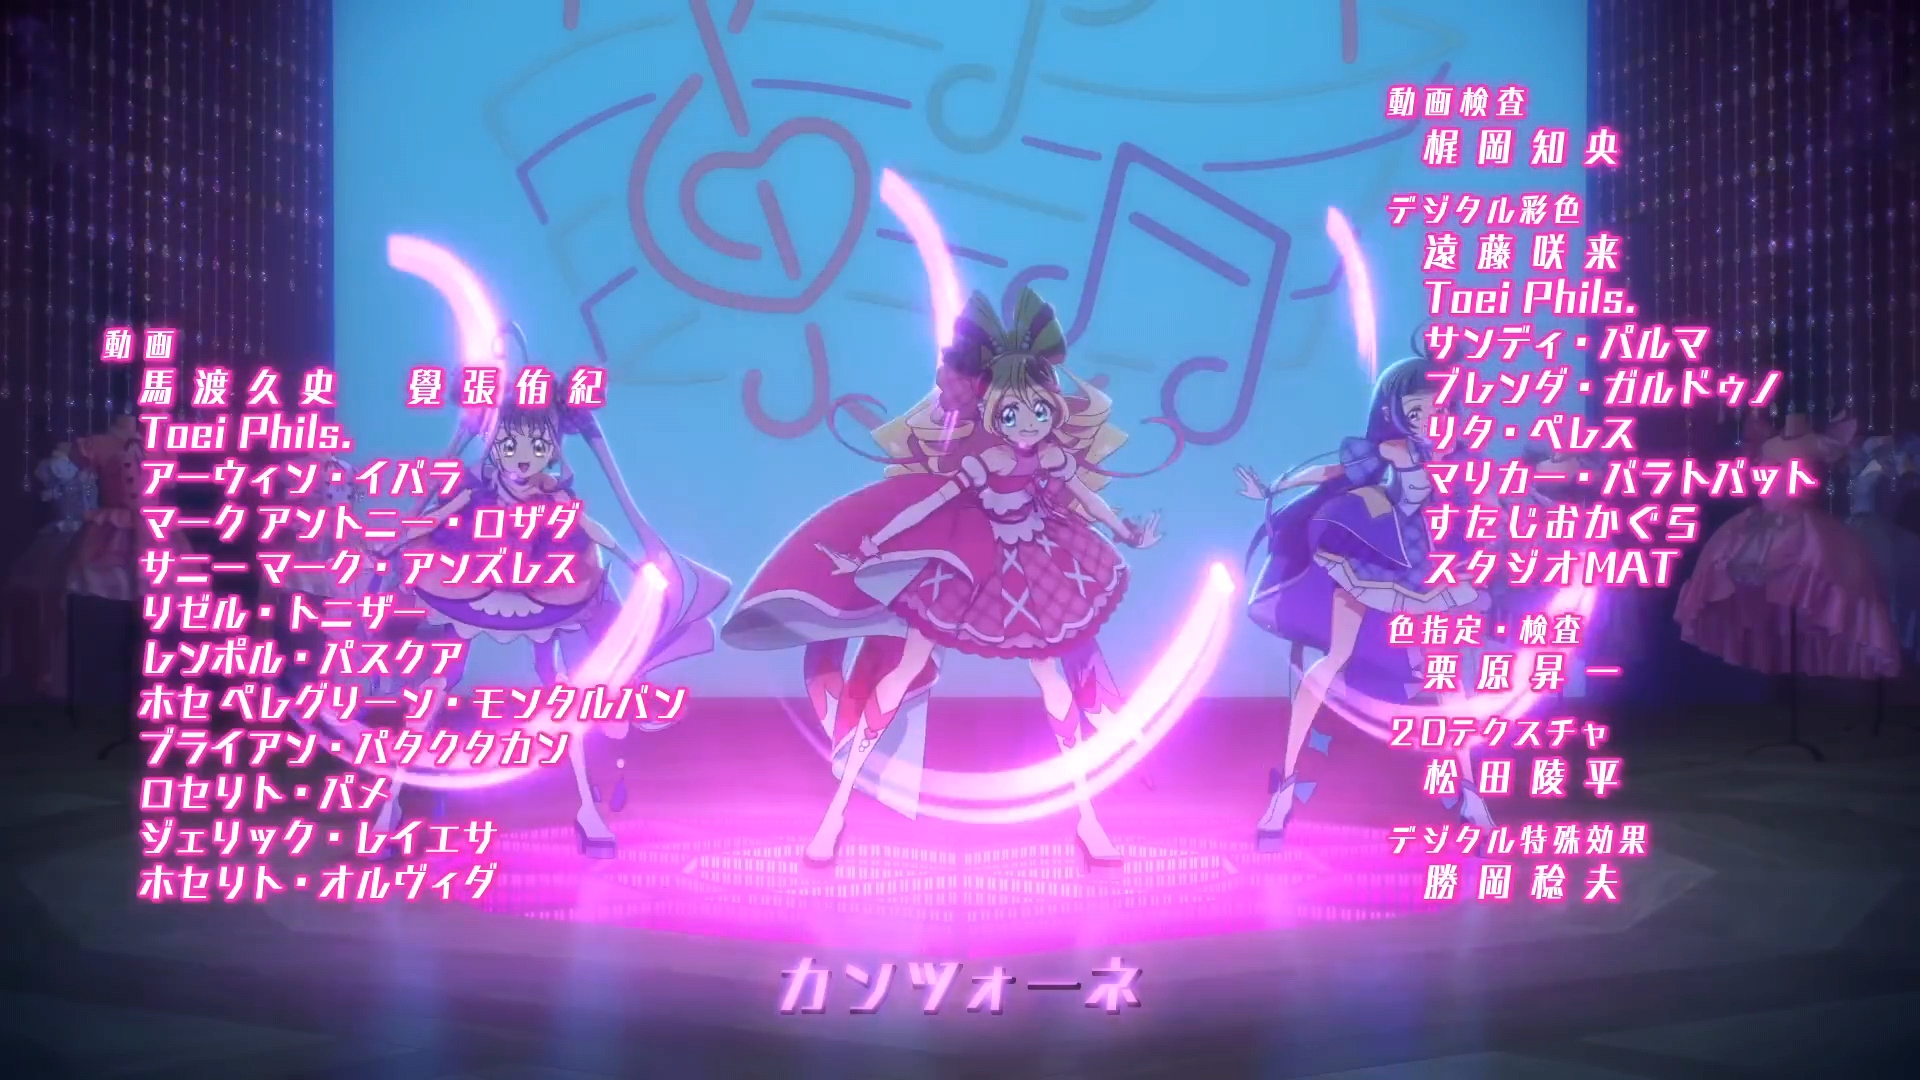 動画
馬渡久史　覺張侑紀
Toei Phils.
アーウィン・イバラ
マーク アントニー・ロザダ
サニー マーク・アンズレス
リゼル・トニザー
レンポル・パスクア
ホセ ペレグリーン・モンタルバン
ブライアン・パタクタカン
ロセリト・パメ
ジェリック・レイエサ
ホセリト・オルヴィダ
動画検査
梶岡知央
デジタル彩色
遠藤咲来
Toei Phils.
サンディ・パルマ
ブレンダ・ガルドゥノ
リタ・ペレス
マリカー・バラトバット
すたじおかぐら
スタジオMAT
色指定・検査
栗原昇一
2Dテクスチャ
松田陵平
デジタル特殊効果
勝岡稔夫
カンツォーネ